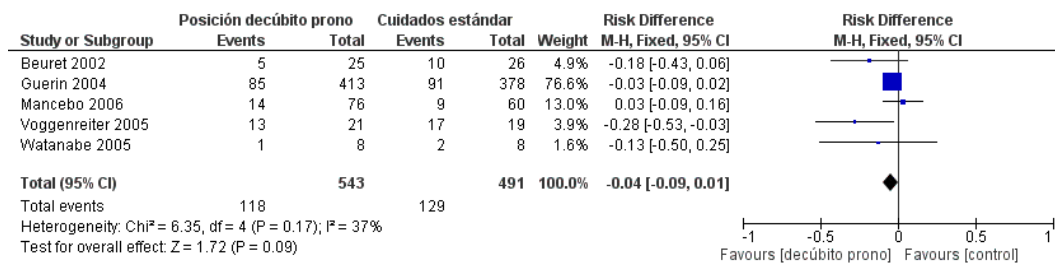 Posición decúbito prono Cuidados estándar Risk Difference Risk Difference
Study or Subgroup Events Total Events Total Weight M-H, Fixed, 95% CI M-H, Fixed, 95% CI
Beuret 2002 5 25 10 26 4.9% -0.18 [-0.43, 0.06]
Guerin 2004 85 413 91 378 76.6% -0.03 [-0.09, 0.02]
Mancebo 2006 14 76 9 60 13.0% 0.03 [-0.09, 0.16]
Voggenreiter 2005 13 21 17 19 3.9% -0.28 [-0.53, -0.03]
Watanabe 2005 1 8 2 8 1.6% -0.13 [-0.50, 0.25]
Total (95% CI) 543 491 100.0% -0.04 [-0.09, 0.01]
Total events 118 129
Heterogeneity: Chi² = 6.35, df = 4 (P = 0.17); I² = 37%
Test for overall effect: Z = 1.72 (P = 0.09)
-1 -0.5 0 0.5 1
Favours [decúbito prono] Favours [control]